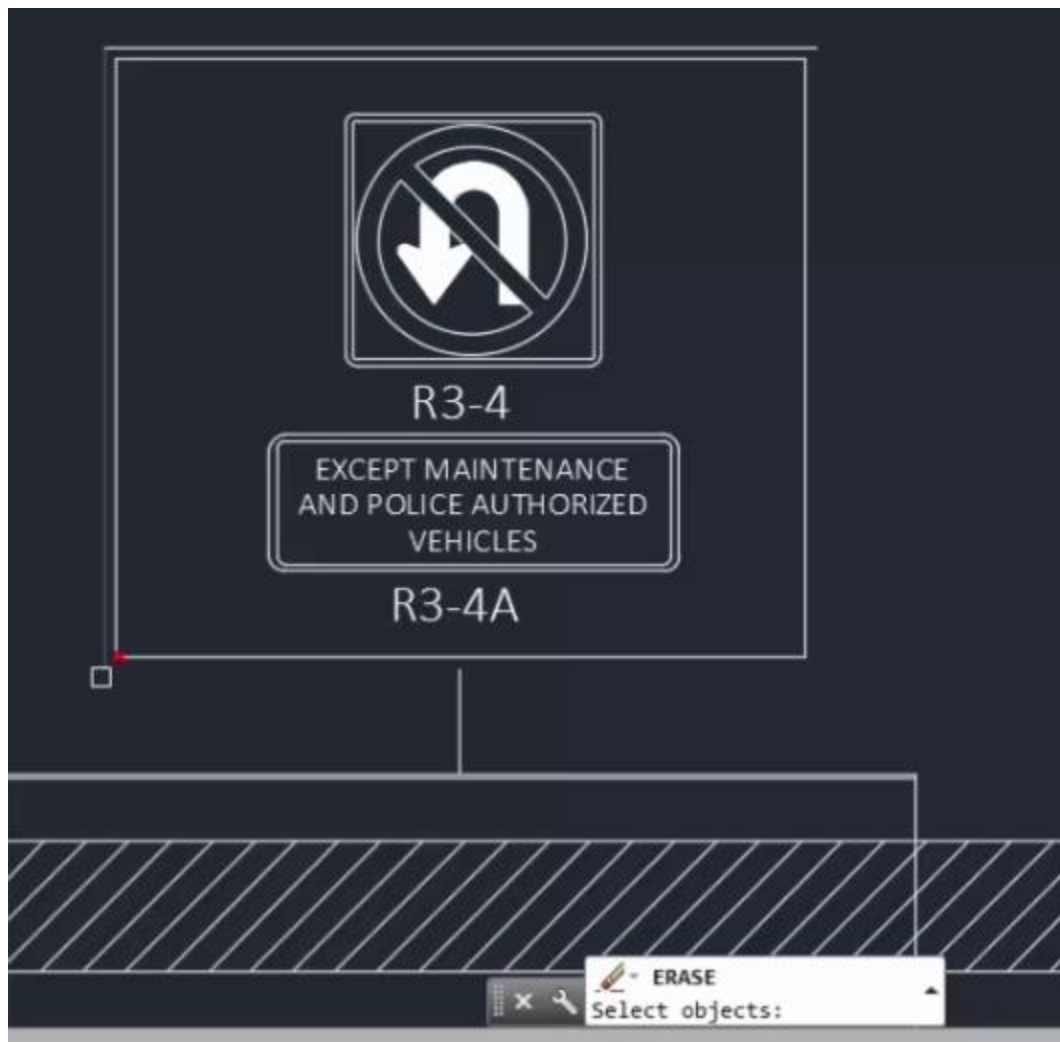 R3-4
EXCEPT MAINTENANCE
AND POLICE AUTHORIZED
VEHICLES
R3-4A
ERASE
Select objects: